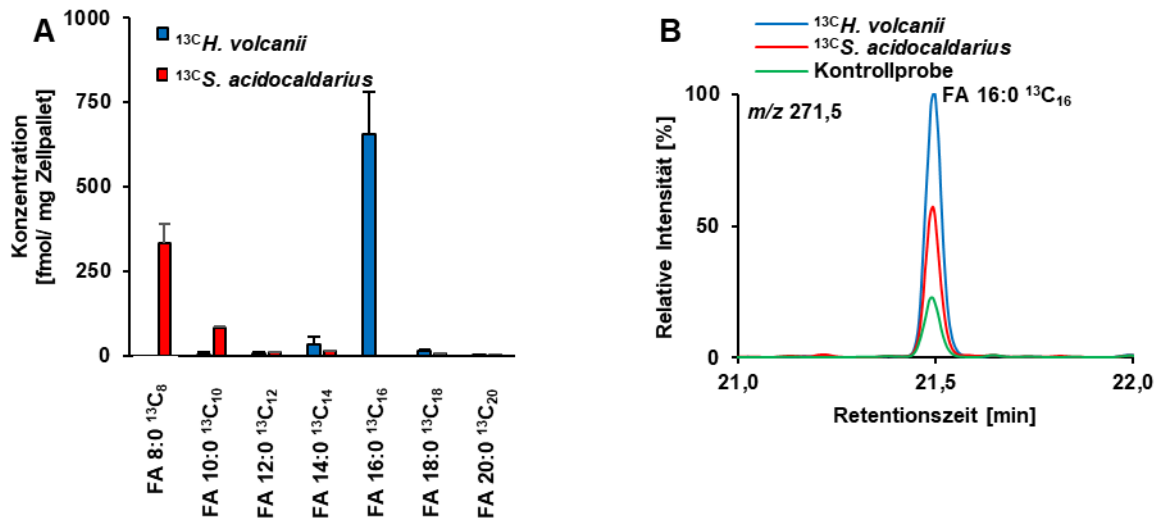 A
¹³C H. volcanii
¹³C S. acidocaldarius
Konzentration
[fmol/ mg Zellpallet]
1000
750
500
250
0
FA 8:0 ¹³C₈
FA 10:0 ¹³C₁₀
FA 12:0 ¹³C₁₂
FA 14:0 ¹³C₁₄
FA 16:0 ¹³C₁₆
FA 18:0 ¹³C₁₈
FA 20:0 ¹³C₂₀
B
¹³C H. volcanii
¹³C S. acidocaldarius
Kontrollprobe
m/z 271,5
FA 16:0 ¹³C₁₆
Relative Intensität [%]
100
50
0
21,0
21,5
22,0
Retentionszeit [min]